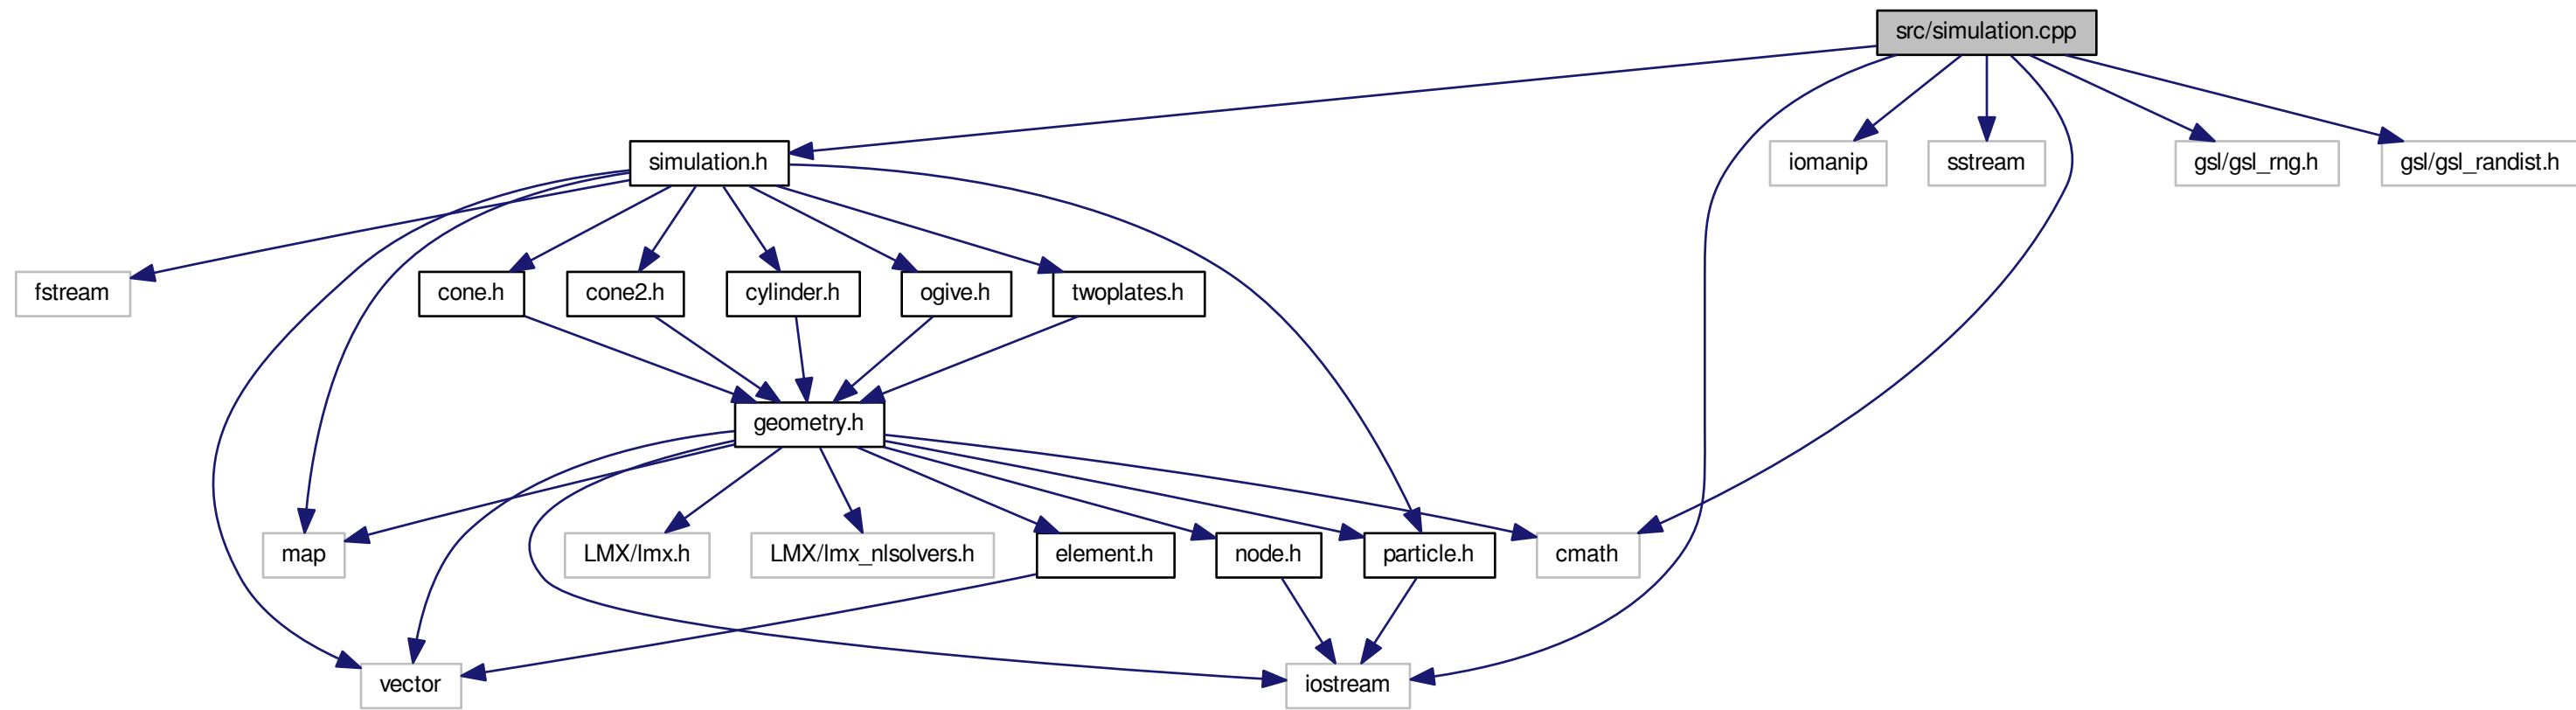 src/simulation.cpp
simulation.h
iomanip
sstream
gsl/gsl_rng.h
gsl/gsl_randist.h
fstream
cone.h
cone2.h
cylinder.h
ogive.h
twoplates.h
geometry.h
map
LMX/lmx.h
LMX/lmx_nlsolvers.h
element.h
node.h
particle.h
cmath
vector
iostream